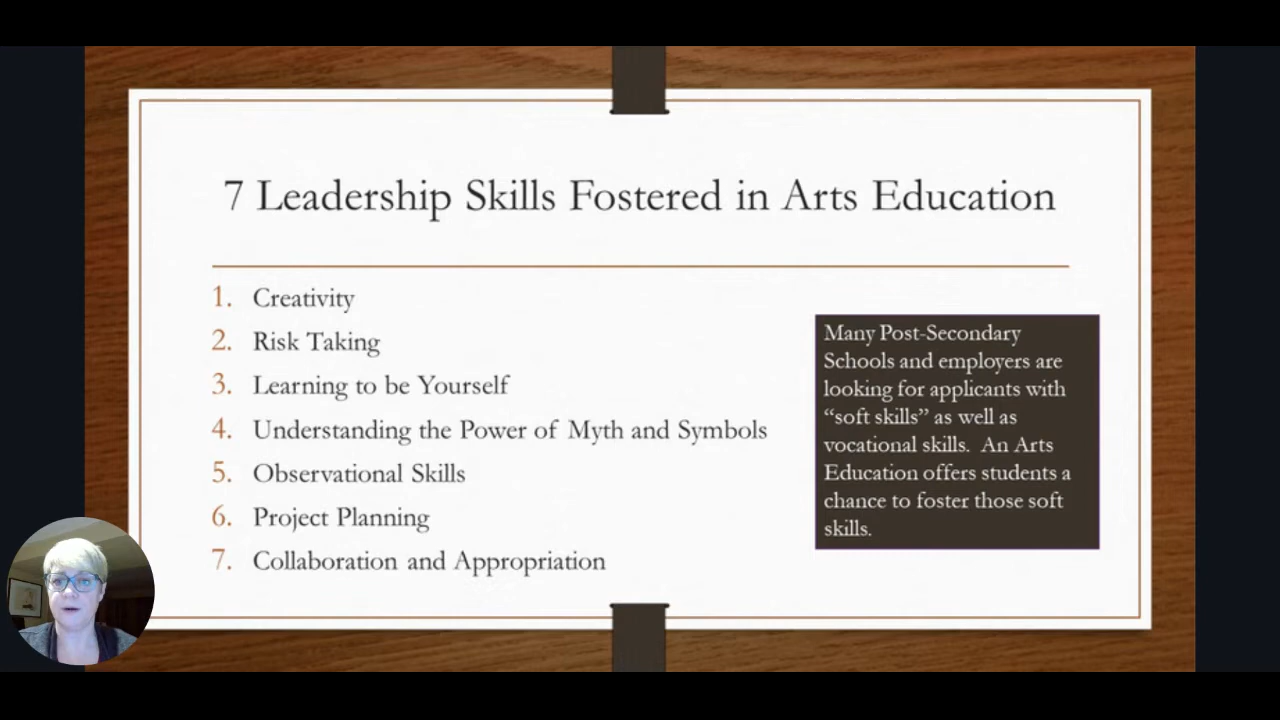 7 Leadership Skills Fostered in Arts Education
1. Creativity
2. Risk Taking
3. Learning to be Yourself
4. Understanding the Power of Myth and Symbols
5. Observational Skills
6. Project Planning
7. Collaboration and Appropriation
Many Post-Secondary
Schools and employers are
looking for applicants with
“soft skills” as well as
vocational skills.  An Arts
Education offers students a
chance to foster those soft
skills.